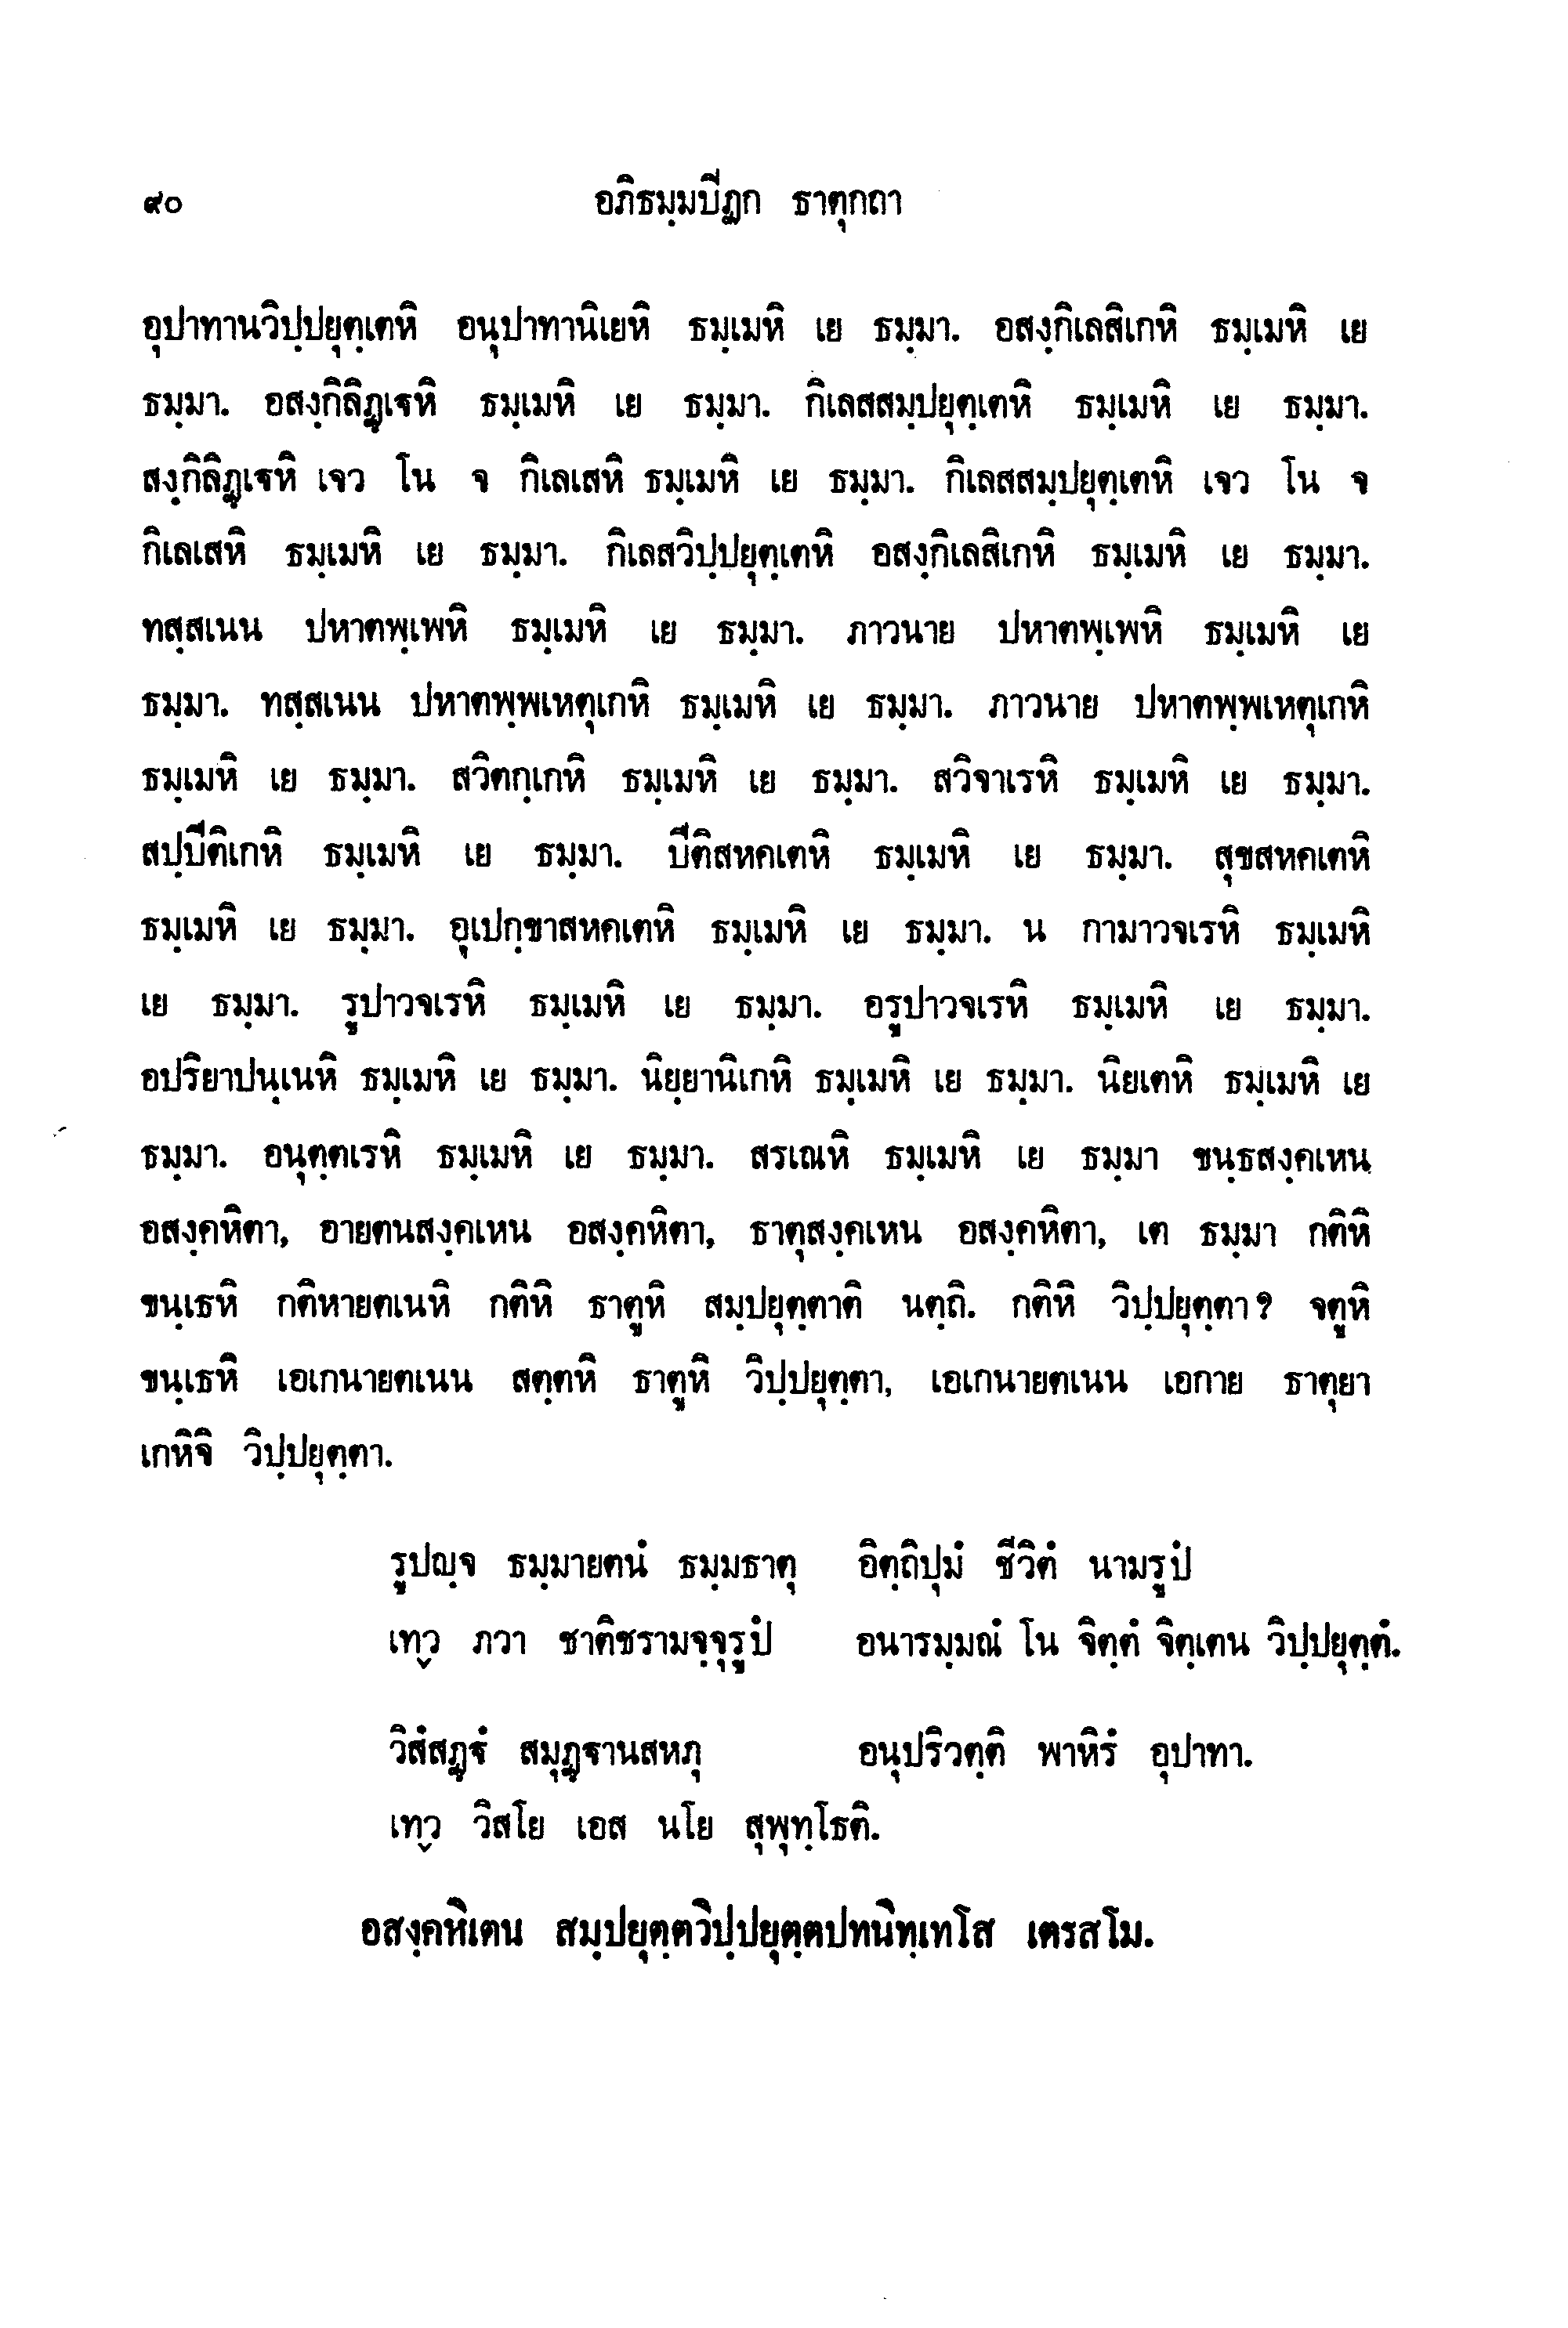 ๙๐ อภิธมฺมปิฏก ธาตุกถา
อุปาทานวิปฺปยุตฺเตหิ อนุปาทานิเยหิ ธมฺเมหิ เย ธมฺมา. อสงฺกิเลสิเกหิ ธมฺเมหิ เย
ธมฺมา. อสงฺกิลิฏฺเฐหิ ธมฺเมหิ เย ธมฺมา. กิเลสสมฺปยุตฺเตหิ ธมฺเมหิ เย ธมฺมา.
สงฺกิลิฏฺเฐหิ เจว โน จ กิเลเสหิ ธมฺเมหิ เย ธมฺมา. กิเลสสมฺปยุตฺเตหิ เจว โน จ
กิเลเสหิ ธมฺเมหิ เย ธมฺมา. กิเลสวิปฺปยุตฺเตหิ อสงฺกิเลสิเกหิ ธมฺเมหิ เย ธมฺมา.
ทสฺสเนน ปหาตพฺเพหิ ธมฺเมหิ เย ธมฺมา. ภาวนาย ปหาตพฺเพหิ ธมฺเมหิ เย
ธมฺมา. ทสฺสเนน ปหาตพฺพเหตุเกหิ ธมฺเมหิ เย ธมฺมา. ภาวนาย ปหาตพฺพเหตุเกหิ
ธมฺเมหิ เย ธมฺมา. สวิตกฺเกหิ ธมฺเมหิ เย ธมฺมา. สวิจาเรหิ ธมฺเมหิ เย ธมฺมา.
สปฺปีติเกหิ ธมฺเมหิ เย ธมฺมา. ปีติสหคเตหิ ธมฺเมหิ เย ธมฺมา. สุขสหคเตหิ
ธมฺเมหิ เย ธมฺมา. อุเปกฺขาสหคเตหิ ธมฺเมหิ เย ธมฺมา. น กามาวจเรหิ ธมฺเมหิ
เย ธมฺมา. รูปาวจเรหิ ธมฺเมหิ เย ธมฺมา. อรูปาวจเรหิ ธมฺเมหิ เย ธมฺมา.
อปริยาปนฺเนหิ ธมฺเมหิ เย ธมฺมา. นิยฺยานิเกหิ ธมฺเมหิ เย ธมฺมา. นิยเตหิ ธมฺเมหิ เย
ธมฺมา. อนุตฺตเรหิ ธมฺเมหิ เย ธมฺมา. สรเณหิ ธมฺเมหิ เย ธมฺมา ขนฺธสงฺคเหน
อสงฺคหิตา, อายตนสงฺคเหน อสงฺคหิตา, ธาตุสงฺคเหน อสงฺคหิตา, เต ธมฺมา กติหิ
ขนฺเธหิ กติหายตเนหิ กติหิ ธาตูหิ สมฺปยุตฺตาติ นตฺถิ. กติหิ วิปฺปยุตฺตา? จตูหิ
ขนฺเธหิ เอเกนายตเนน สตฺตหิ ธาตูหิ วิปฺปยุตฺตา, เอเกนายตเนน เอกาย ธาตุยา
เกหิจิ วิปฺปยุตฺตา.
รูปญฺจ ธมฺมายตนํ ธมฺมธาตุ อิตฺถิปุมํ ชีวิตํ นามรูปํ
เทฺว ภวา ชาติชรามจฺจุรูปํ อนารมฺมณํ โน จิตฺตํ จิตฺเตน วิปฺปยุตฺตํ.
วิสํสฏฺฐํ สมุฏฺฐานสหภุ อนุปริวตฺติ พาหิรํ อุปาทา.
เทฺว วิสโย เอส นโย สุพุทฺโธติ.
อสงฺคหิเตน สมฺปยุตฺตวิปฺปยุตฺตปทนิทฺเทโส เตรสโม.